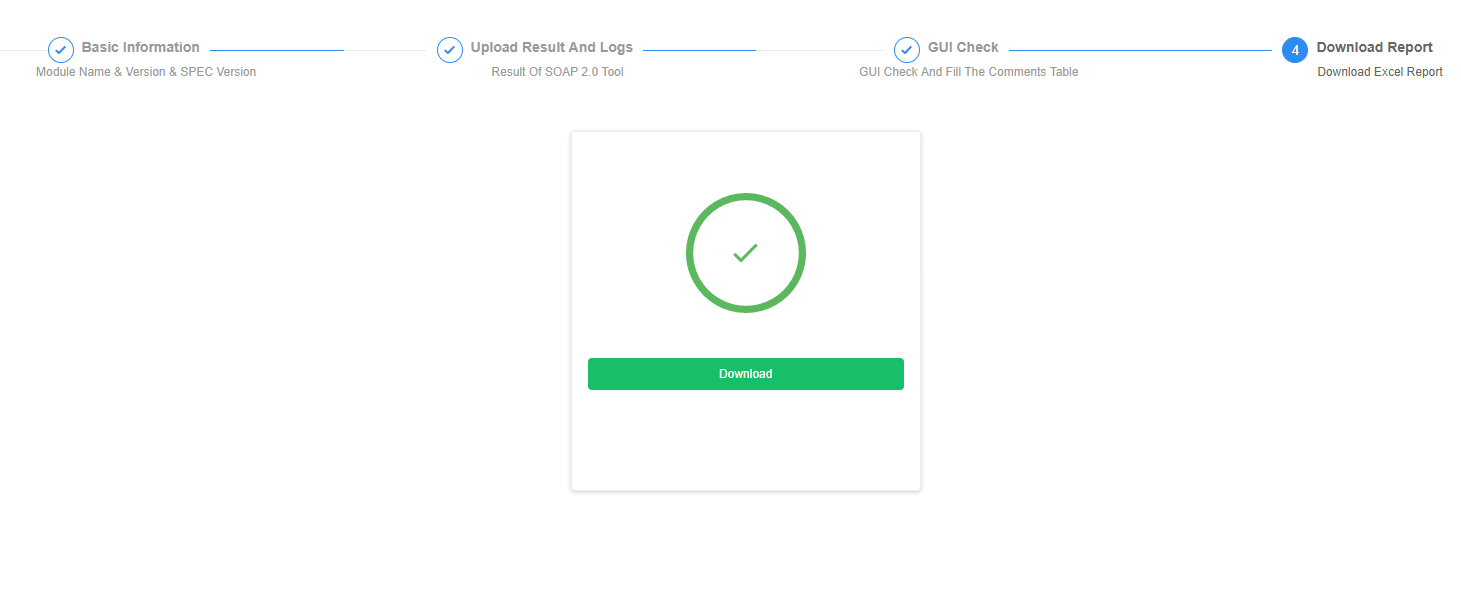 Basic Information
Module Name & Version & SPEC Version
Upload Result And Logs
Result Of SOAP 2.0 Tool
GUI Check
GUI Check And Fill The Comments Table
4 Download Report
Download Excel Report
Download